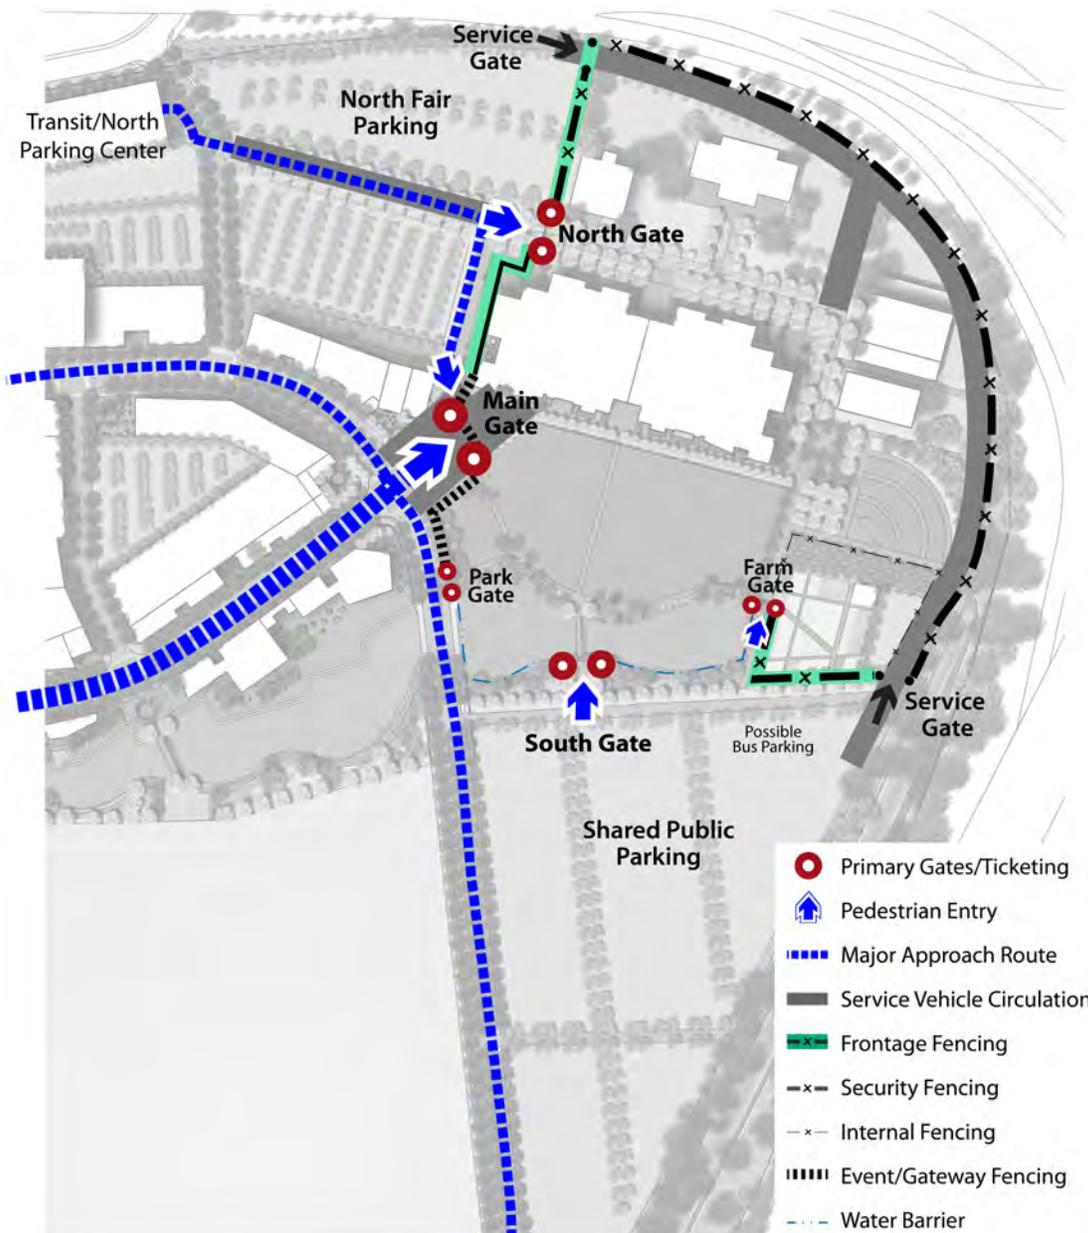 Service
Gate
North Fair
Parking
Transit/North
Parking Center
North Gate
Main
Gate
Park
Gate
Farm
Gate
Service
Gate
South Gate
Possible
Bus Parking
Shared Public
Parking
Primary Gates/Ticketing
Pedestrian Entry
Major Approach Route
Service Vehicle Circulation
Frontage Fencing
Security Fencing
Internal Fencing
Event/Gateway Fencing
Water Barrier